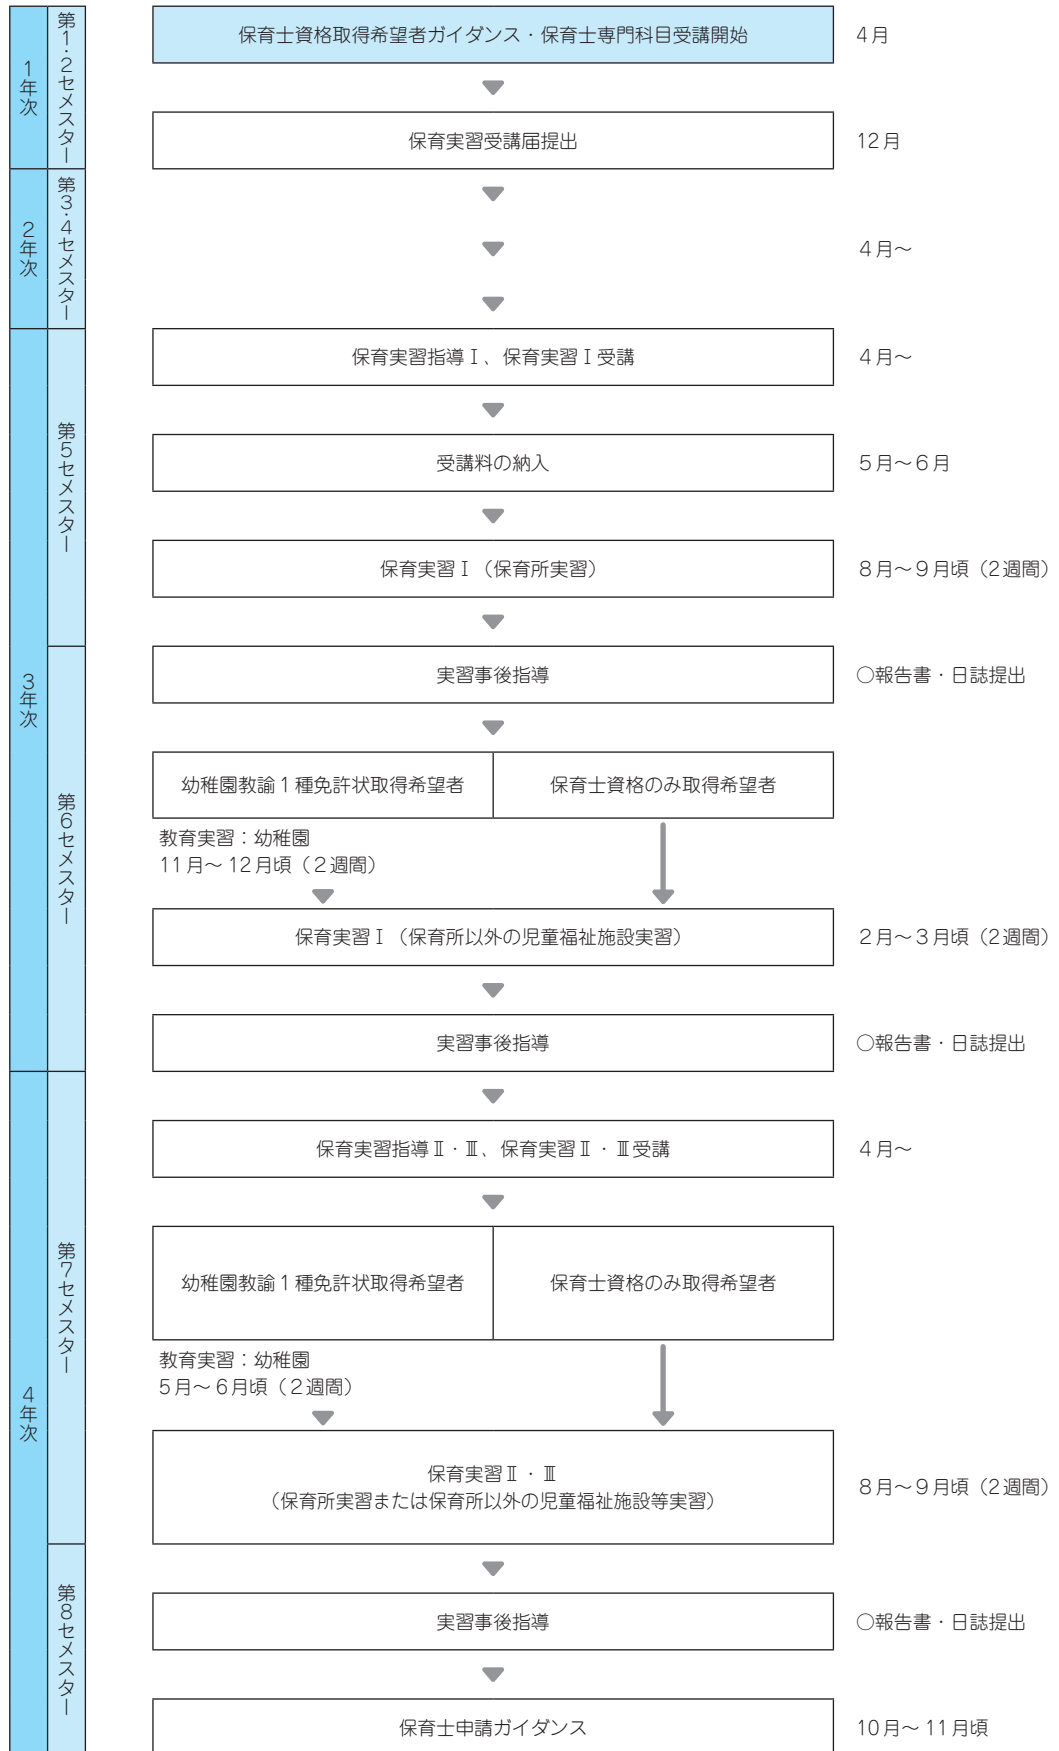 1年次
第1・2セメスター
保育士資格取得希望者ガイダンス・保育士専門科目受講開始
4月
保育実習受講届提出
12月
2年次
第3・4セメスター
4月～
3年次
第5セメスター
保育実習指導Ⅰ、保育実習Ⅰ受講
4月～
受講料の納入
5月～6月
保育実習Ⅰ（保育所実習）
8月～9月頃（2週間）
第6セメスター
実習事後指導
○報告書・日誌提出
幼稚園教諭1種免許状取得希望者
保育士資格のみ取得希望者
教育実習：幼稚園
11月～12月頃（2週間）
保育実習Ⅰ（保育所以外の児童福祉施設実習）
2月～3月頃（2週間）
実習事後指導
○報告書・日誌提出
4年次
第7セメスター
保育実習指導Ⅱ・Ⅲ、保育実習Ⅱ・Ⅲ受講
4月～
幼稚園教諭1種免許状取得希望者
保育士資格のみ取得希望者
教育実習：幼稚園
5月～6月頃（2週間）
保育実習Ⅱ・Ⅲ
（保育所実習または保育所以外の児童福祉施設等実習）
8月～9月頃（2週間）
第8セメスター
実習事後指導
○報告書・日誌提出
保育士申請ガイダンス
10月～11月頃